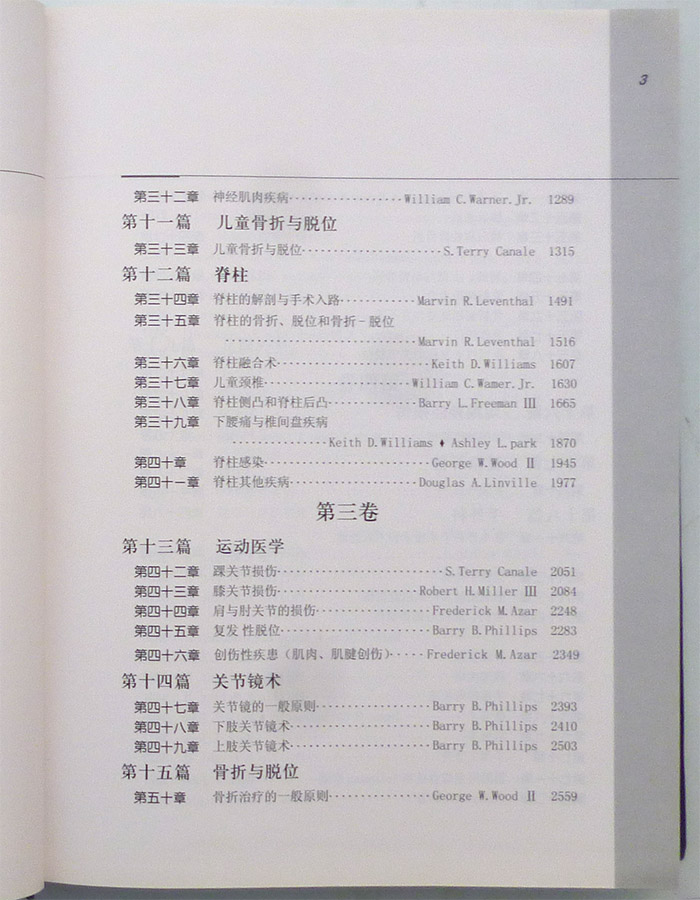 3
第三十二章 神经肌肉疾病··················William C.Warner.Jr. 1289
第十一篇 儿童骨折与脱位
第三十三章 儿童骨折与脱位······················S.Terry Canale 1315
第十二篇 脊柱
第三十四章 脊柱的解剖与手术入路············Marvin R.Leventhal 1491
第三十五章 脊柱的骨折、脱位和骨折–脱位
······························Marvin R.Leventhal 1516
第三十六章 脊柱融合术························Keith D.Williams 1607
第三十七章 儿童颈椎·······················William C.Wamer.Jr. 1630
第三十八章 脊柱侧凸和脊柱后凸··············Barry L.Freeman III 1665
第三十九章 下腰痛与椎间盘疾病
···············Keith D.Williams ♦ Ashley L.park 1870
第四十章 脊柱感染··························George W.Wood II 1945
第四十一章 脊柱其他疾病····················Douglas A.Linville 1977
第三卷
第十三篇 运动医学
第四十二章 踝关节损伤··························S.Terry Canale 2051
第四十三章 膝关节损伤······················Robert H.Miller III 2084
第四十四章 肩与肘关节的损伤··················Frederick M.Azar 2248
第四十五章 复发 性脱位························Barry B.Phillips 2283
第四十六章 创伤性疾患（肌肉、肌腱创伤）·····Frederick M.Azar 2349
第十四篇 关节镜术
第四十七章 关节镜的一般原则··················Barry B.Phillips 2393
第四十八章 下肢关节镜术······················Barry B.Phillips 2410
第四十九章 上肢关节镜术······················Barry B.Phillips 2503
第十五篇 骨折与脱位
第五十章 骨折治疗的一般原则················George W.Wood II 2559